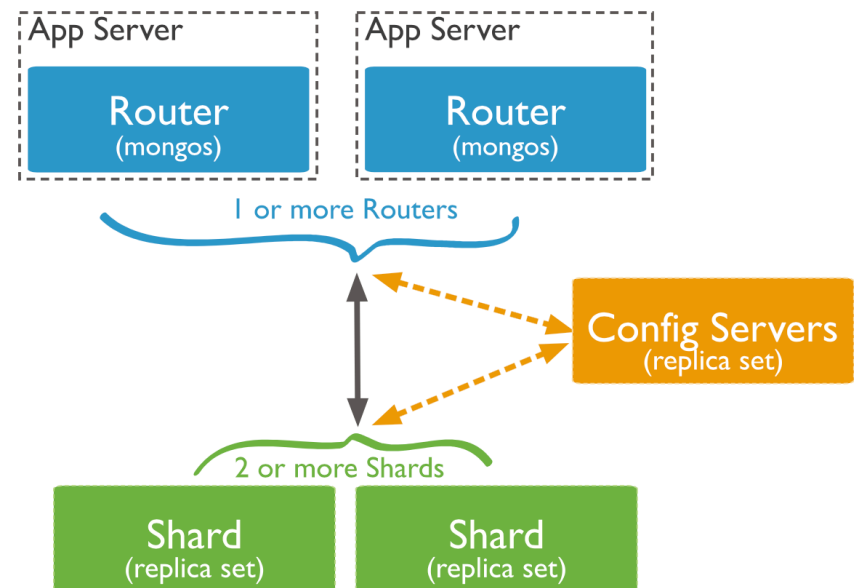 App Server
App Server
Router
(mongos)
Router
(mongos)
1 or more Routers
Config Servers
(replica set)
2 or more Shards
Shard
(replica set)
Shard
(replica set)